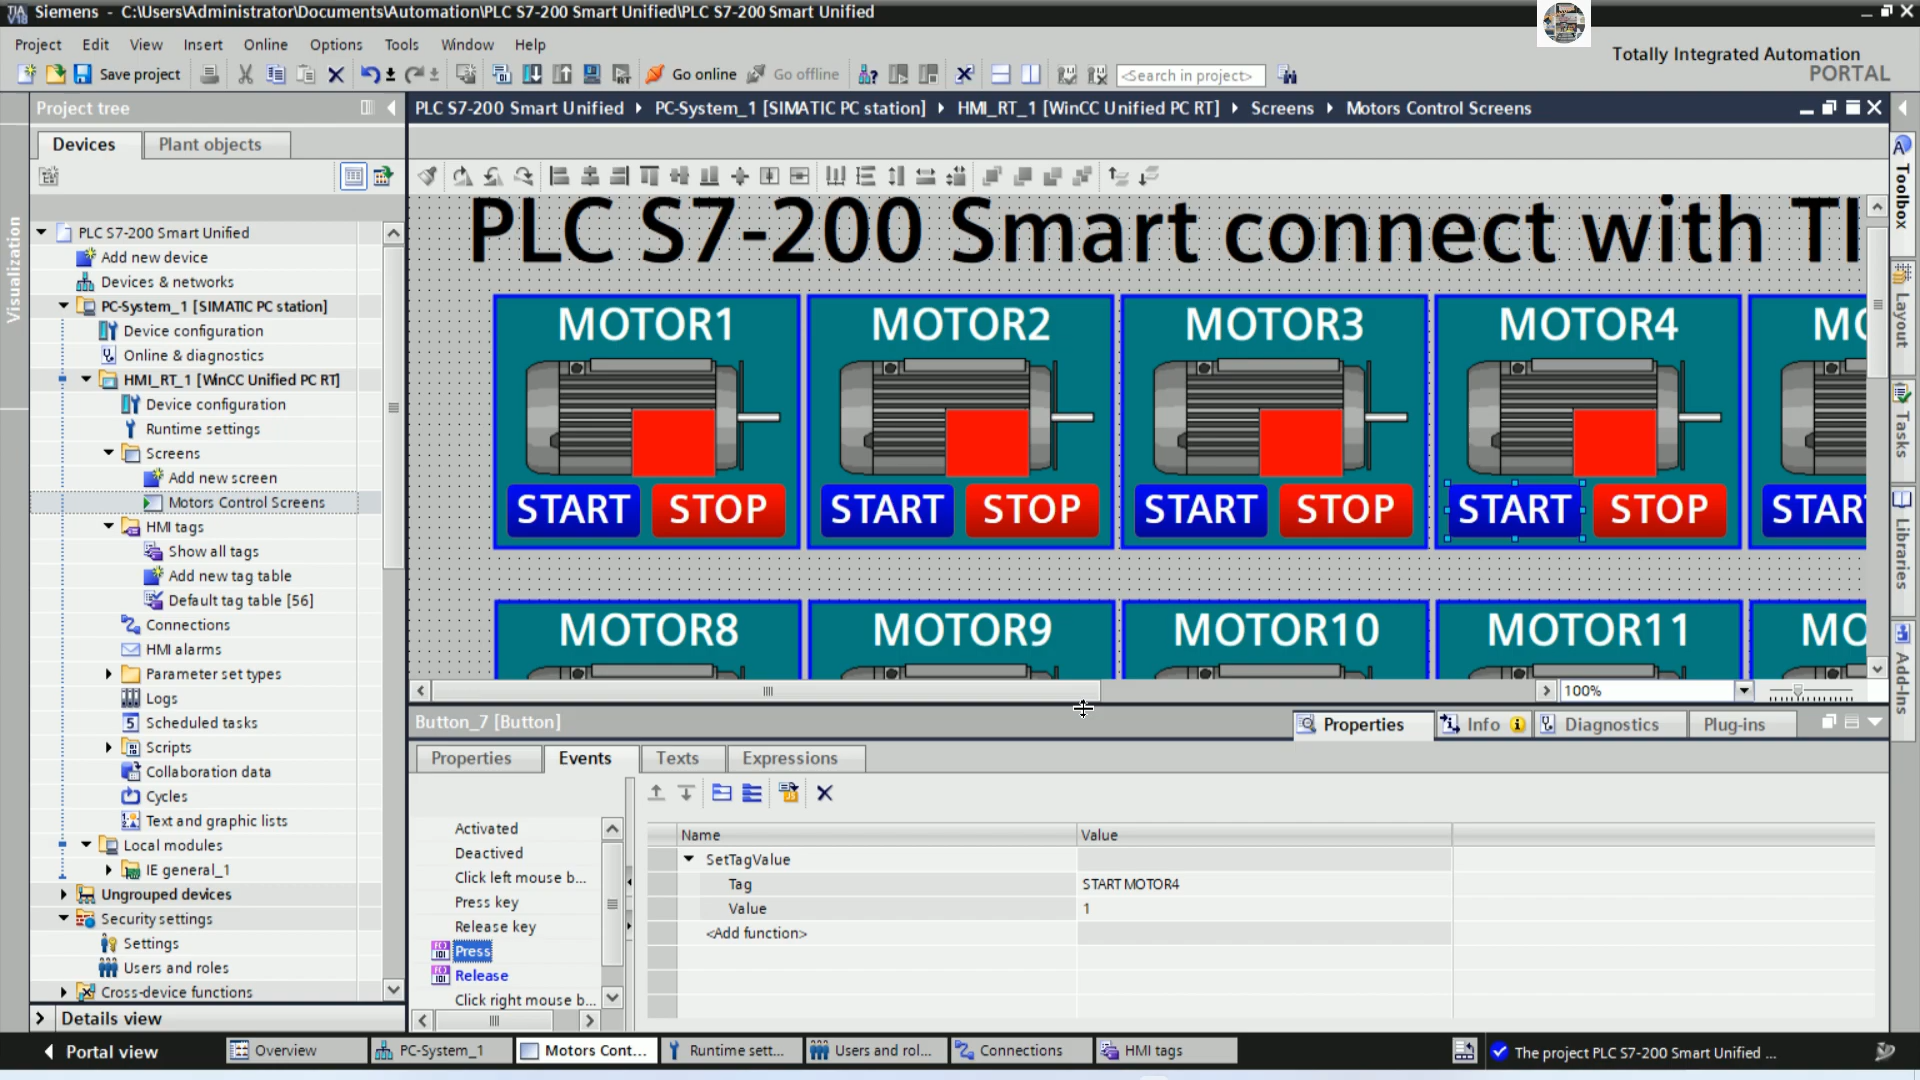 Siemens - C:\Users\Administrator\Documents\Automation\PLC S7-200 Smart Unified\PLC S7-200 Smart Unified
Project Edit View Insert Online Options Tools Window Help
Totally Integrated Automation
PORTAL
Save project
Go online
Go offline
<Search in project>
Project tree
PLC S7-200 Smart Unified
PC-System_1 [SIMATIC PC station]
HMI_RT_1 [WinCC Unified PC RT]
Screens
Motors Control Screens
Devices
Plant objects
Visualization
PLC S7-200 Smart Unified
Add new device
Devices & networks
PC-System_1 [SIMATIC PC station]
Device configuration
Online & diagnostics
HMI_RT_1 [WinCC Unified PC RT]
Device configuration
Runtime settings
Screens
Add new screen
Motors Control Screens
HMI tags
Show all tags
Add new tag table
Default tag table [56]
Connections
HMI alarms
Parameter set types
Logs
Scheduled tasks
Scripts
Collaboration data
Cycles
Text and graphic lists
Local modules
IE general_1
Ungrouped devices
Security settings
Settings
Users and roles
Cross-device functions
Details view
PLC S7-200 Smart connect with TI
MOTOR1 MOTOR2 MOTOR3 MOTOR4 MO
START STOP START STOP START STOP START STOP STAR
MOTOR8 MOTOR9 MOTOR10 MOTOR11 MO
100%
Toolbox
Layout
Tasks
Libraries
Add-Ins
Button_7 [Button]
Properties
Info
Diagnostics
Plug-ins
Properties
Events
Texts
Expressions
Activated
Deactived
Click left mouse b...
Press key
Release key
Press
Release
Click right mouse b...
Name Value
SetTagValue
Tag START MOTOR4
Value 1
<Add function>
Portal view
Overview
PC-System_1
Motors Cont...
Runtime sett...
Users and rol...
Connections
HMI tags
The project PLC S7-200 Smart Unified ...